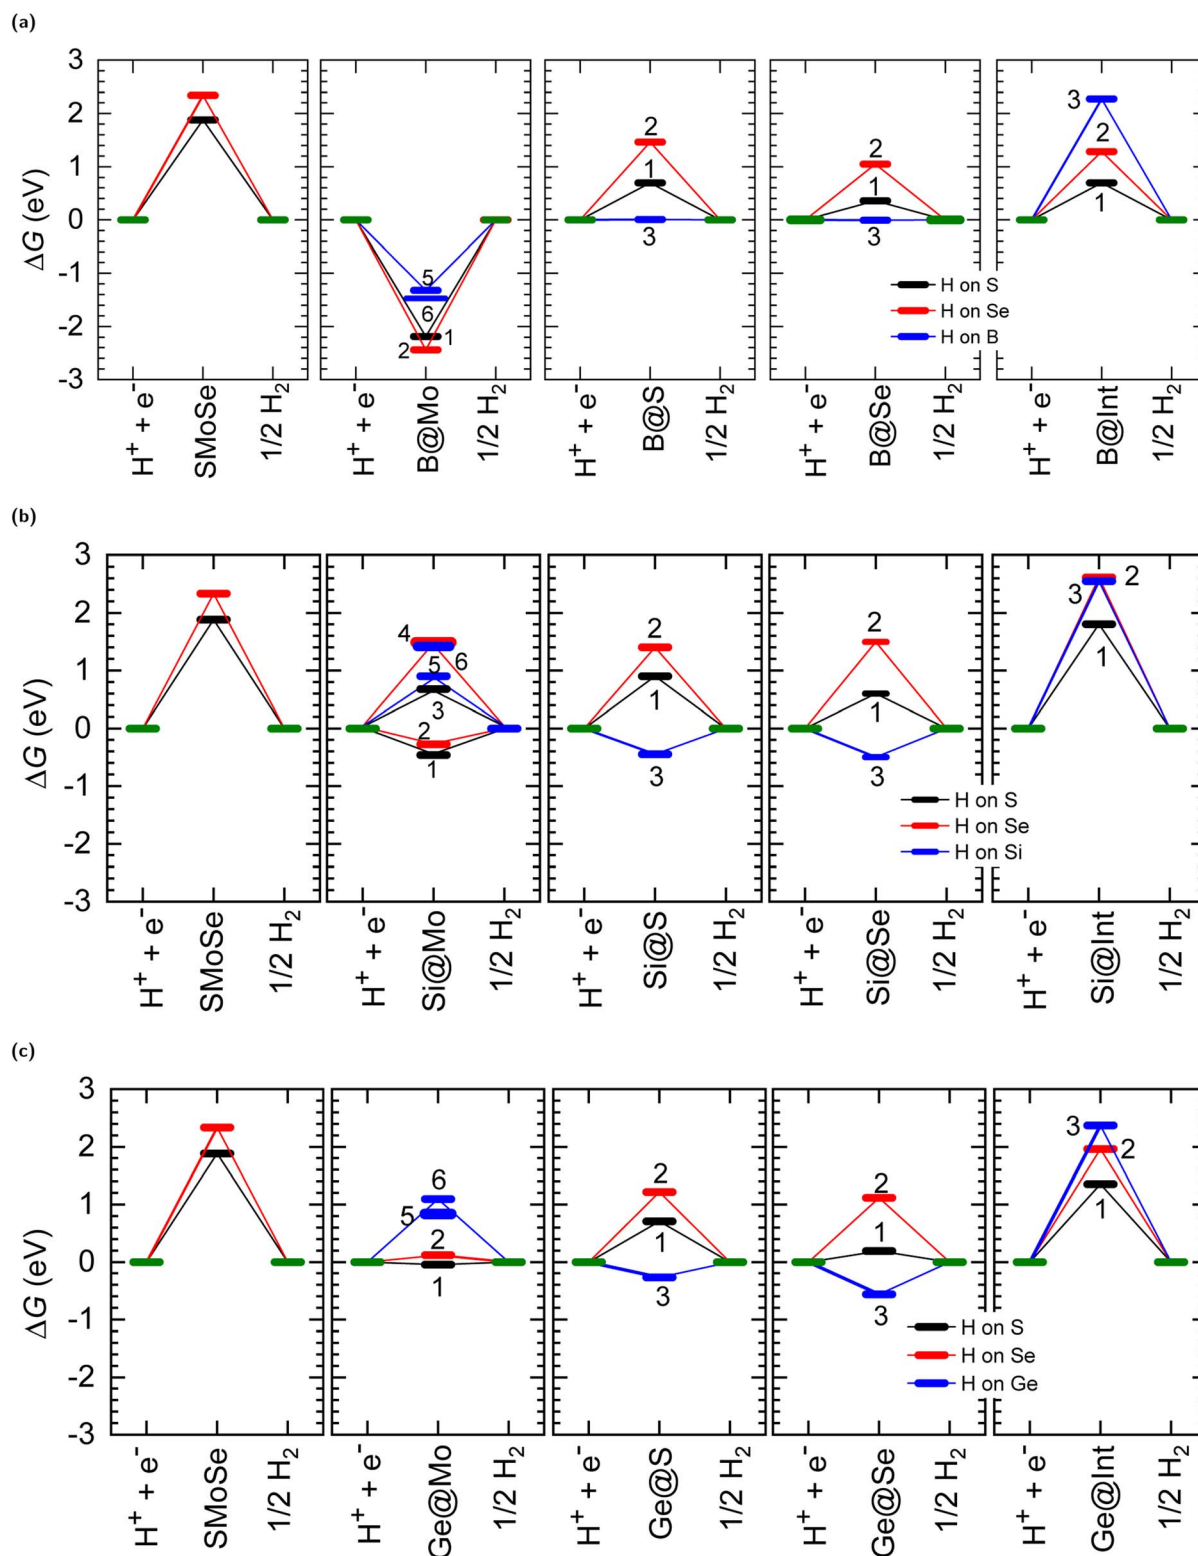 (a)
3
2
1
0
-1
-2
-3
ΔG (eV)
5
6
2
1
2
1
3
2
1
3
3
2
1
H on S
H on Se
H on B
H⁺ + e⁻
SMoSe
1/2 H₂
B@Mo
1/2 H₂
H⁺ + e⁻
B@S
1/2 H₂
H⁺ + e⁻
B@Se
1/2 H₂
H⁺ + e⁻
B@Int
1/2 H₂
(b)
3
2
1
0
-1
-2
-3
ΔG (eV)
4
5
6
3
2
1
2
1
3
2
1
3
3
2
1
H on S
H on Se
H on Si
H⁺ + e⁻
SMoSe
1/2 H₂
H⁺ + e⁻
Si@Mo
1/2 H₂
H⁺ + e⁻
Si@S
1/2 H₂
H⁺ + e⁻
Si@Se
1/2 H₂
H⁺ + e⁻
Si@Int
1/2 H₂
(c)
3
2
1
0
-1
-2
-3
ΔG (eV)
6
5
2
1
2
1
3
2
1
3
3
2
1
H on S
H on Se
H on Ge
H⁺ + e⁻
SMoSe
1/2 H₂
H⁺ + e⁻
Ge@Mo
1/2 H₂
H⁺ + e⁻
Ge@S
1/2 H₂
H⁺ + e⁻
Ge@Se
1/2 H₂
H⁺ + e⁻
Ge@Int
1/2 H₂